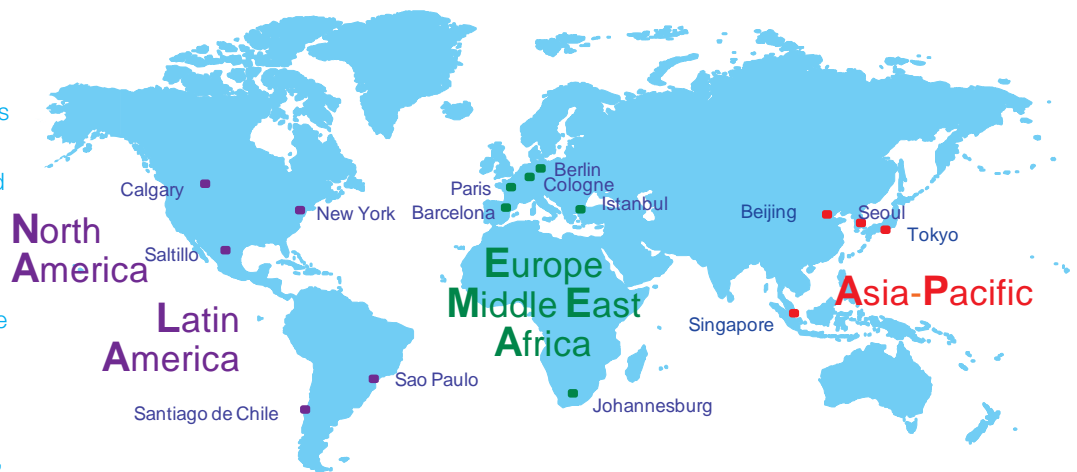 s
d
e
Calgary
New York
North
America
Saltillo
Latin
America
Sao Paulo
Santiago de Chile
Berlin
Cologne
Paris
Barcelona
Istanbul
Europe
Middle East
Africa
Johannesburg
Beijing
Seoul
Tokyo
Asia-Pacific
Singapore